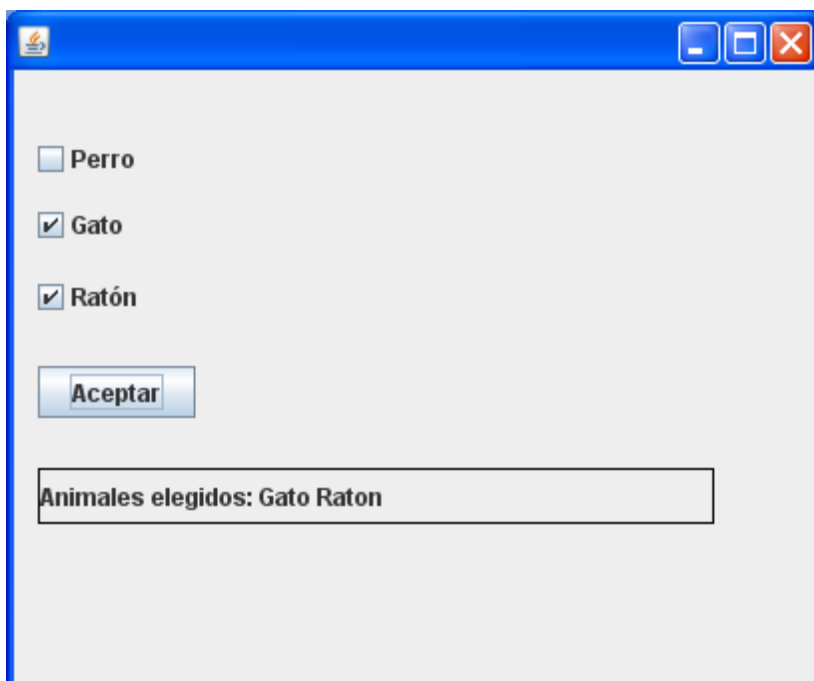 Perro
Gato
Ratón
Aceptar
Animales elegidos: Gato Raton